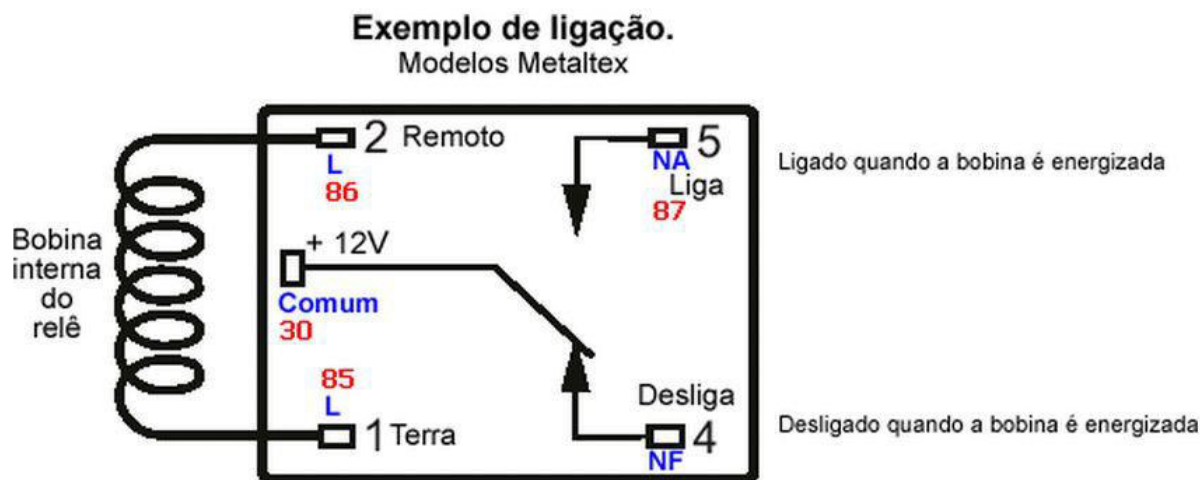 Exemplo de ligação.
Modelos Metaltex
2 Remoto
L
86
5
NA
Liga
87
Ligado quando a bobina é energizada
Bobina
interna
do
relê
+ 12V
Comum
30
85
L
1 Terra
Desliga
4
NF
Desligado quando a bobina é energizada